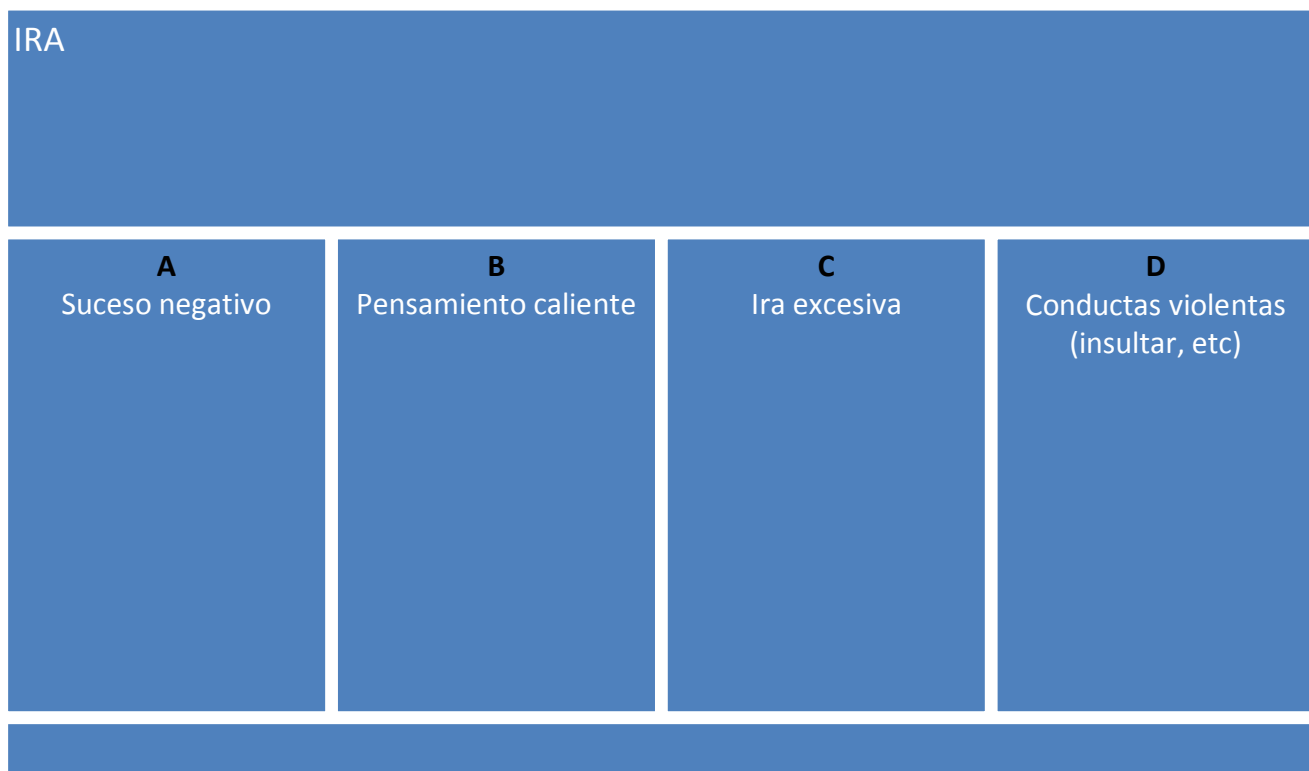 IRA
A
Suceso negativo
B
Pensamiento caliente
C
Ira excesiva
D
Conductas violentas
(insultar, etc)